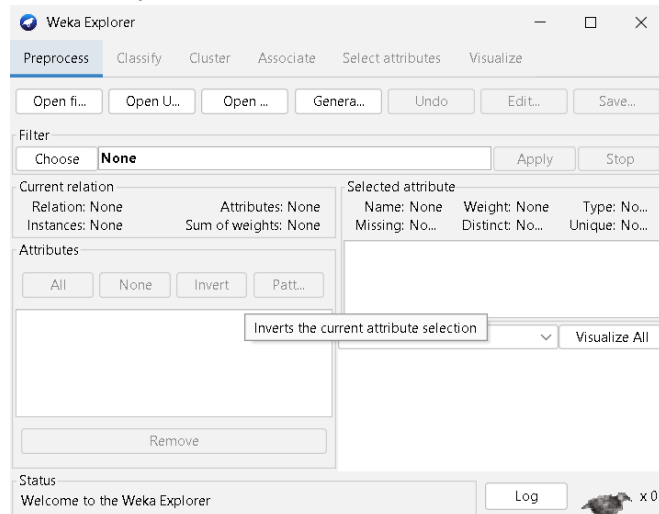 Weka Explorer
Preprocess Classify Cluster Associate Select attributes Visualize
Open fi... Open U... Open ... Genera... Undo Edit... Save...
Filter
Choose None Apply Stop
Current relation
Relation: None Attributes: None
Instances: None Sum of weights: None
Selected attribute
Name: None Weight: None Type: No...
Missing: No... Distinct: No... Unique: No...
Attributes
All None Invert Patt...
Inverts the current attribute selection
Visualize All
Remove
Status
Welcome to the Weka Explorer
Log x 0